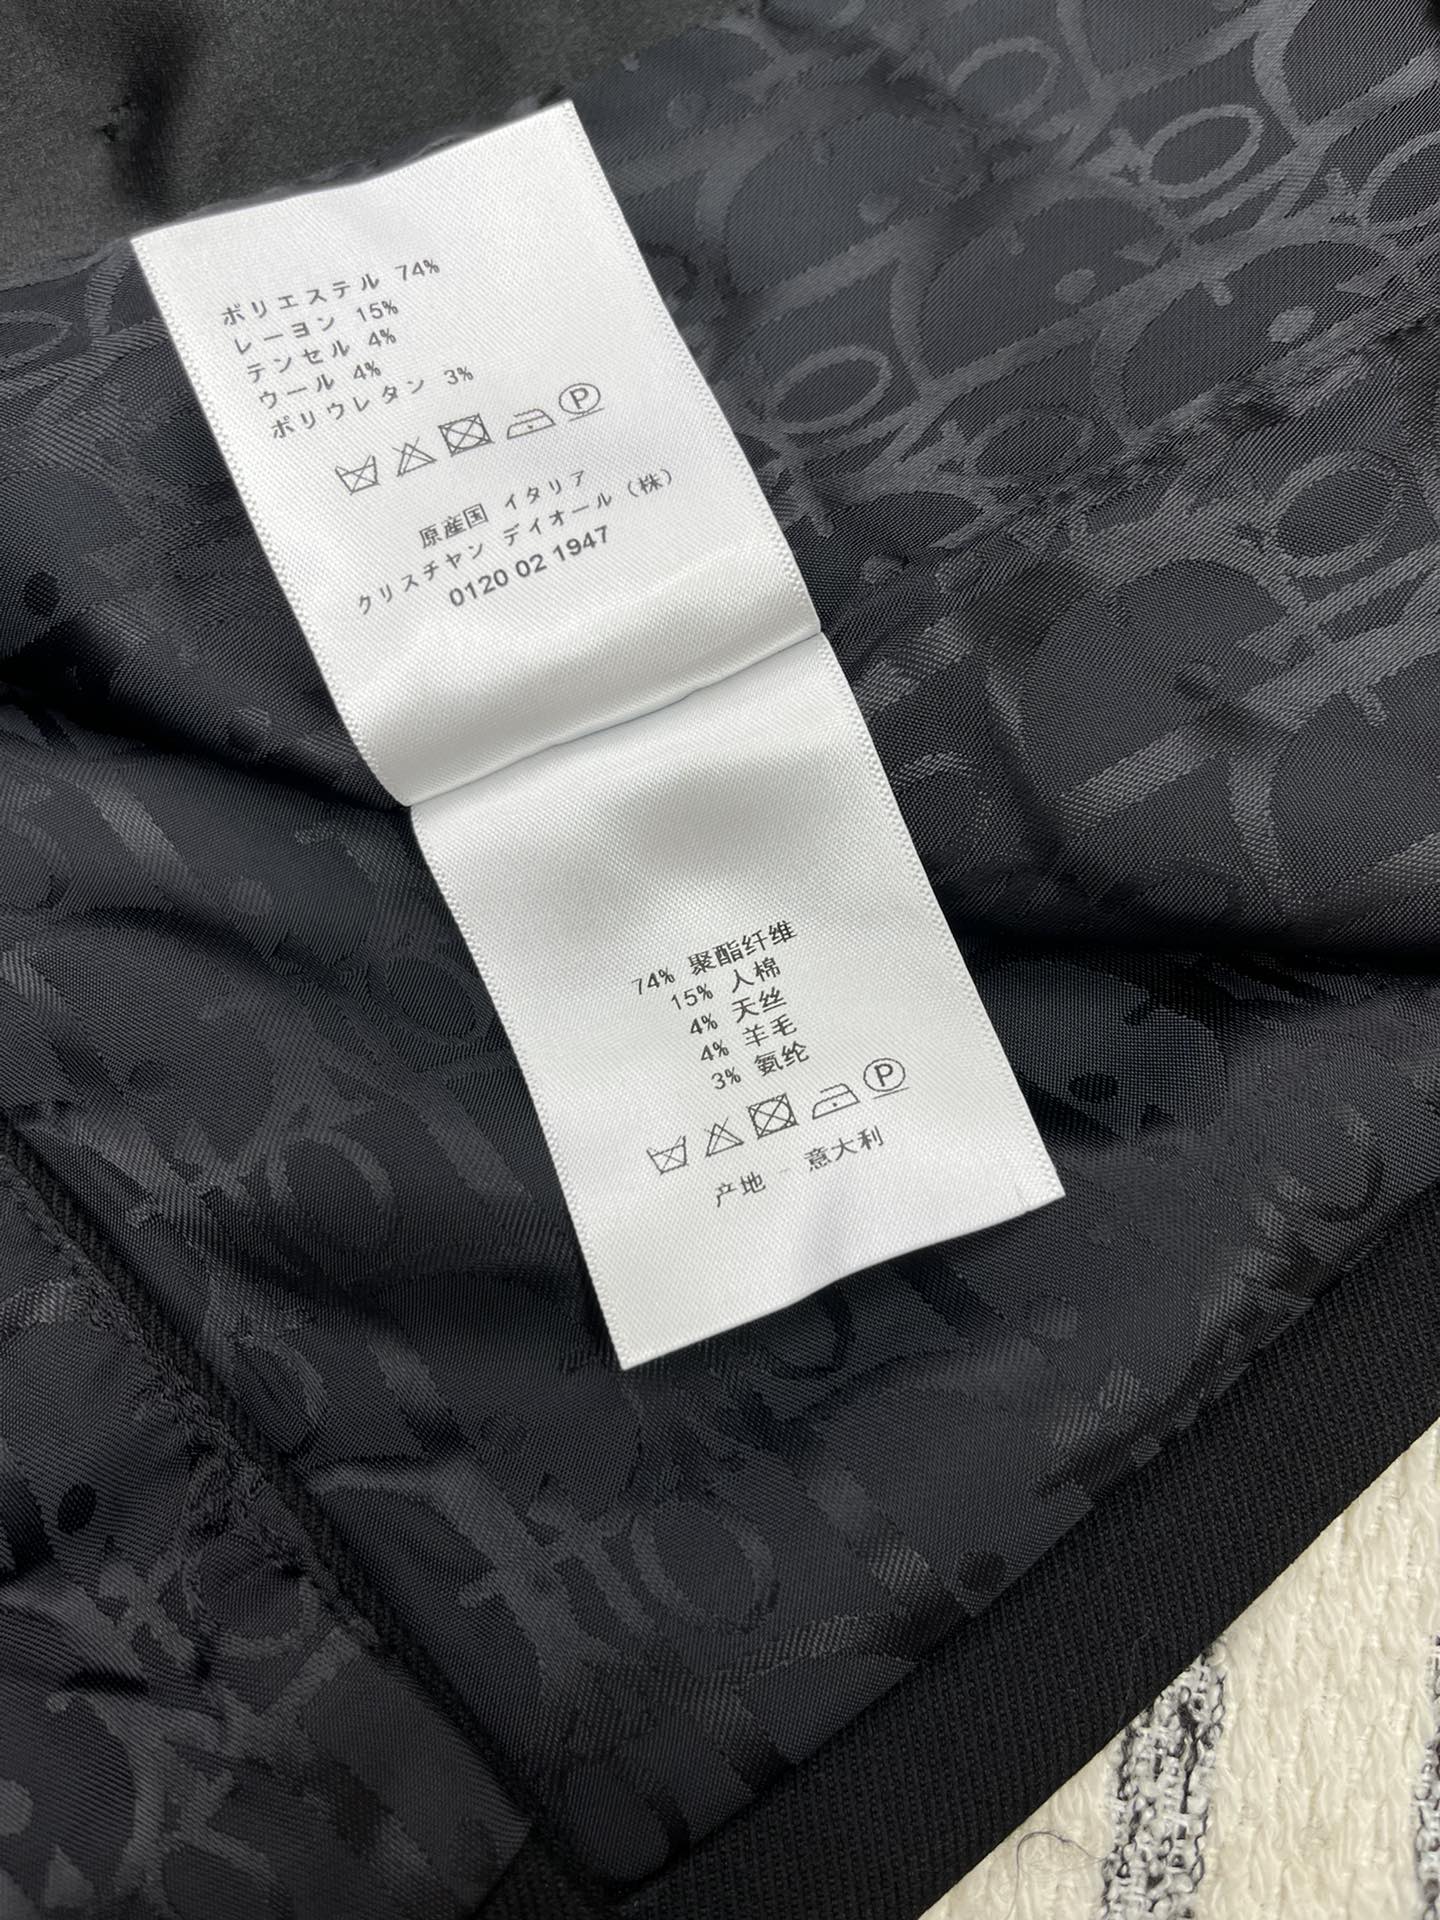 ポリエステル 74%
レーヨン 15%
テンセル 4%
ウール 4%
ポリウレタン 3%
P
原産国 イタリア
クリスチャン デイオール (株)
0120 02 1947
74% 聚酯纤维
15% 人棉
4% 天丝
4% 羊毛
3% 氨纶
P
产地 - 意大利